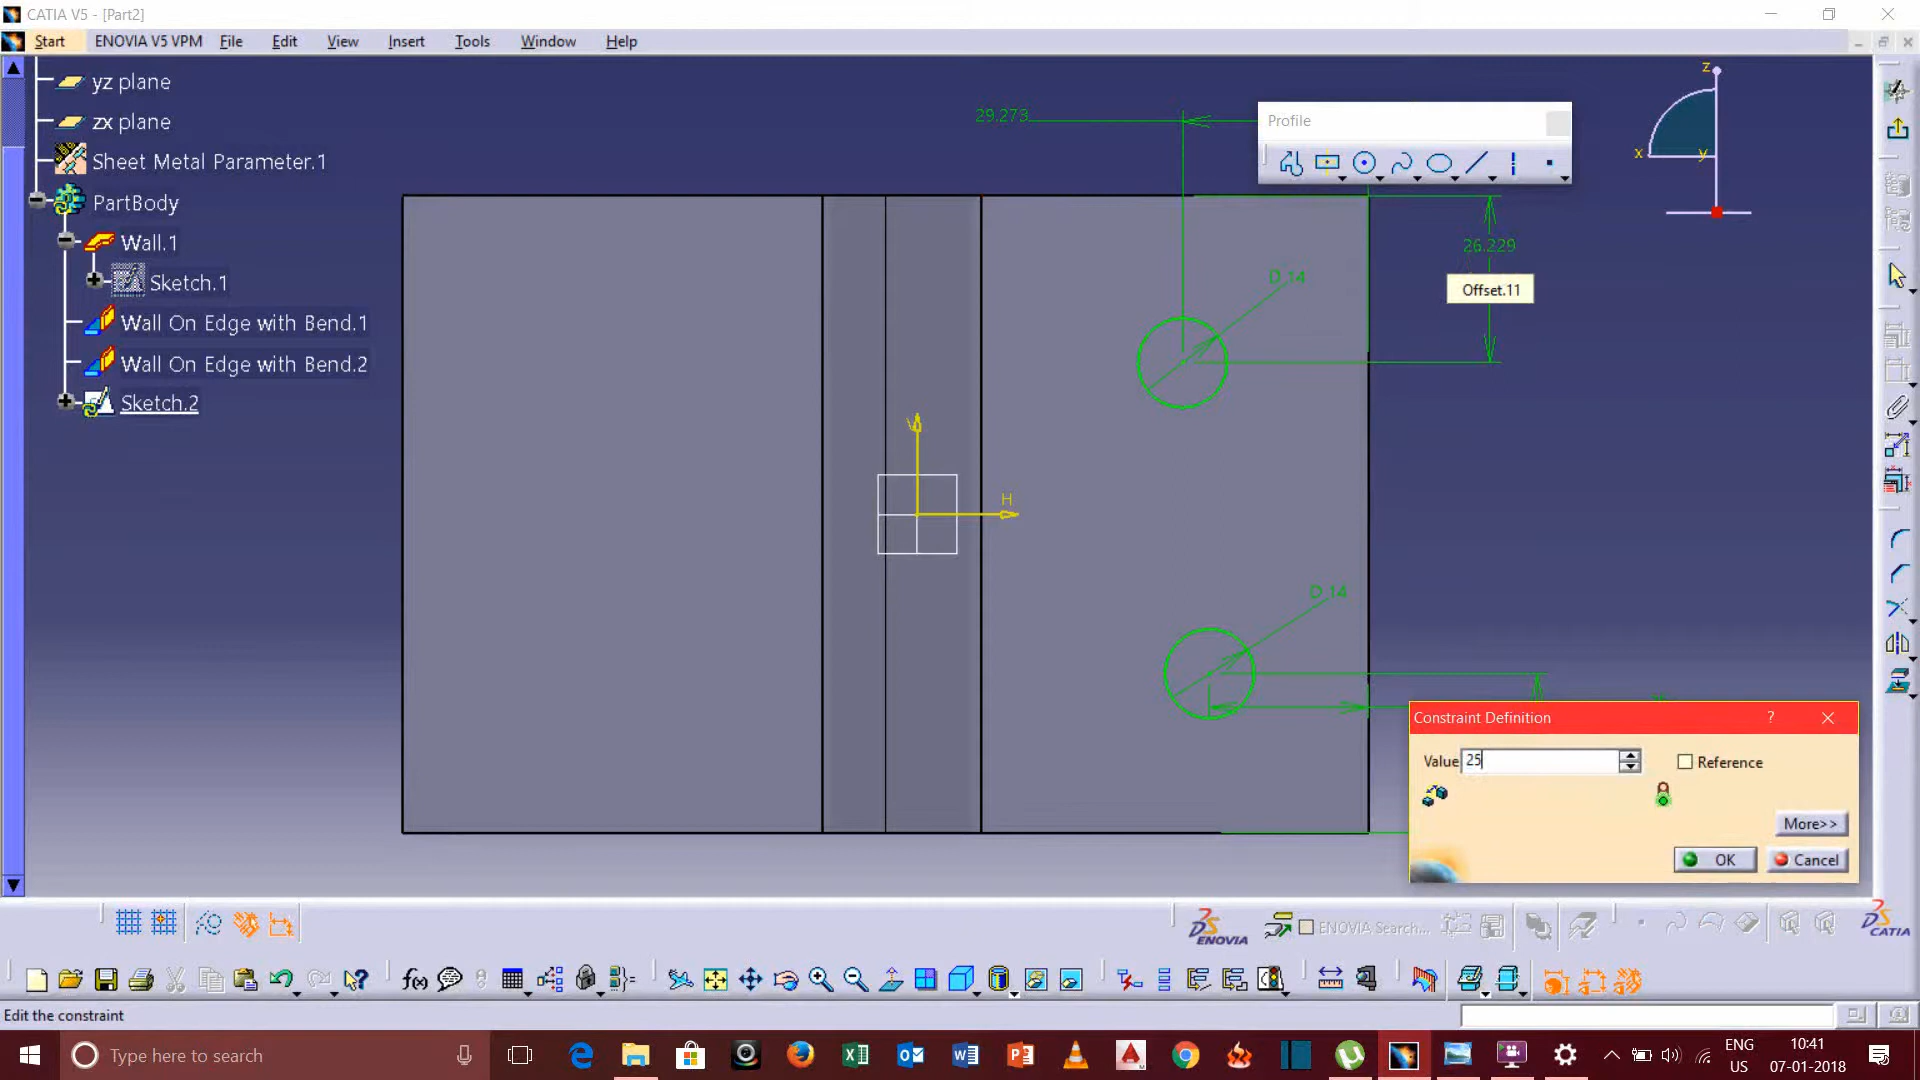 CATIA V5 - [Part2]
Start ENOVIA V5 VPM File Edit View Insert Tools Window Help
yz plane
zx plane
Sheet Metal Parameter.1
PartBody
Wall.1
Sketch.1
Wall On Edge with Bend.1
Wall On Edge with Bend.2
Sketch.2
29.273
Profile
z
x
y
26.229
Offset.11
D 14
V
H
D 14
Constraint Definition ?
Value 25 Reference
More>>
OK Cancel
ENOVIA
ENOVIA Search...
CATIA
f(x)
Edit the constraint
Type here to search
ENG
US
10:41
07-01-2018